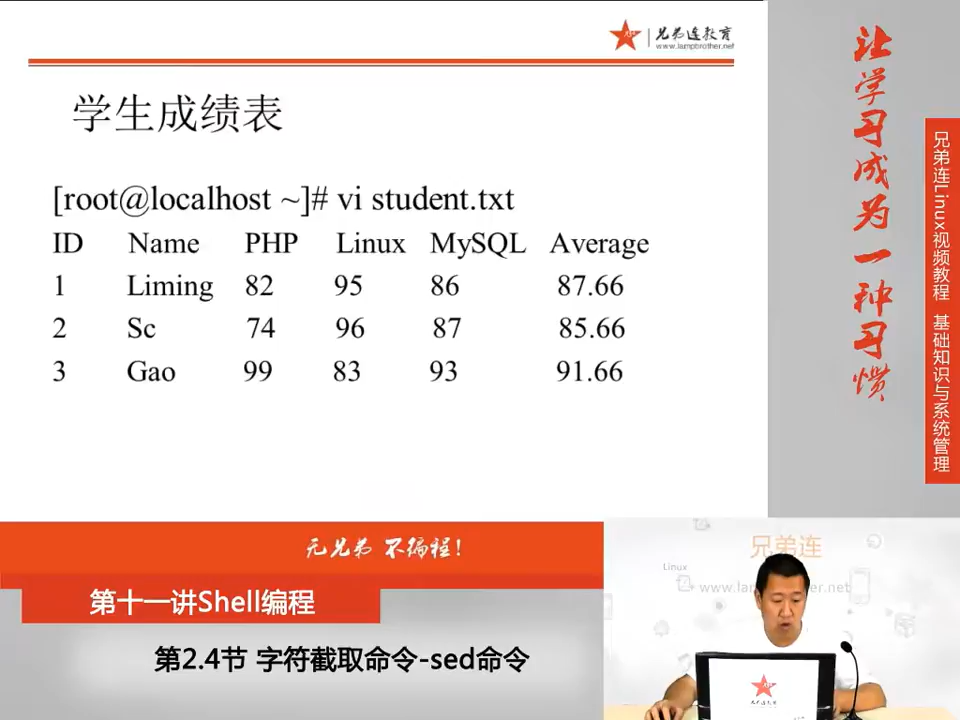 兄弟连教育
www.lampbrother.net
学生成绩表
[root@localhost ~]# vi student.txt
ID Name PHP Linux MySQL Average
1 Liming 82 95 86 87.66
2 Sc 74 96 87 85.66
3 Gao 99 83 93 91.66
让学习成为一种习惯
兄弟连Linux视频教程 基础知识与系统管理
无兄弟 不编程!
第十一讲Shell编程
第2.4节 字符截取命令-sed命令
兄弟连
Linux